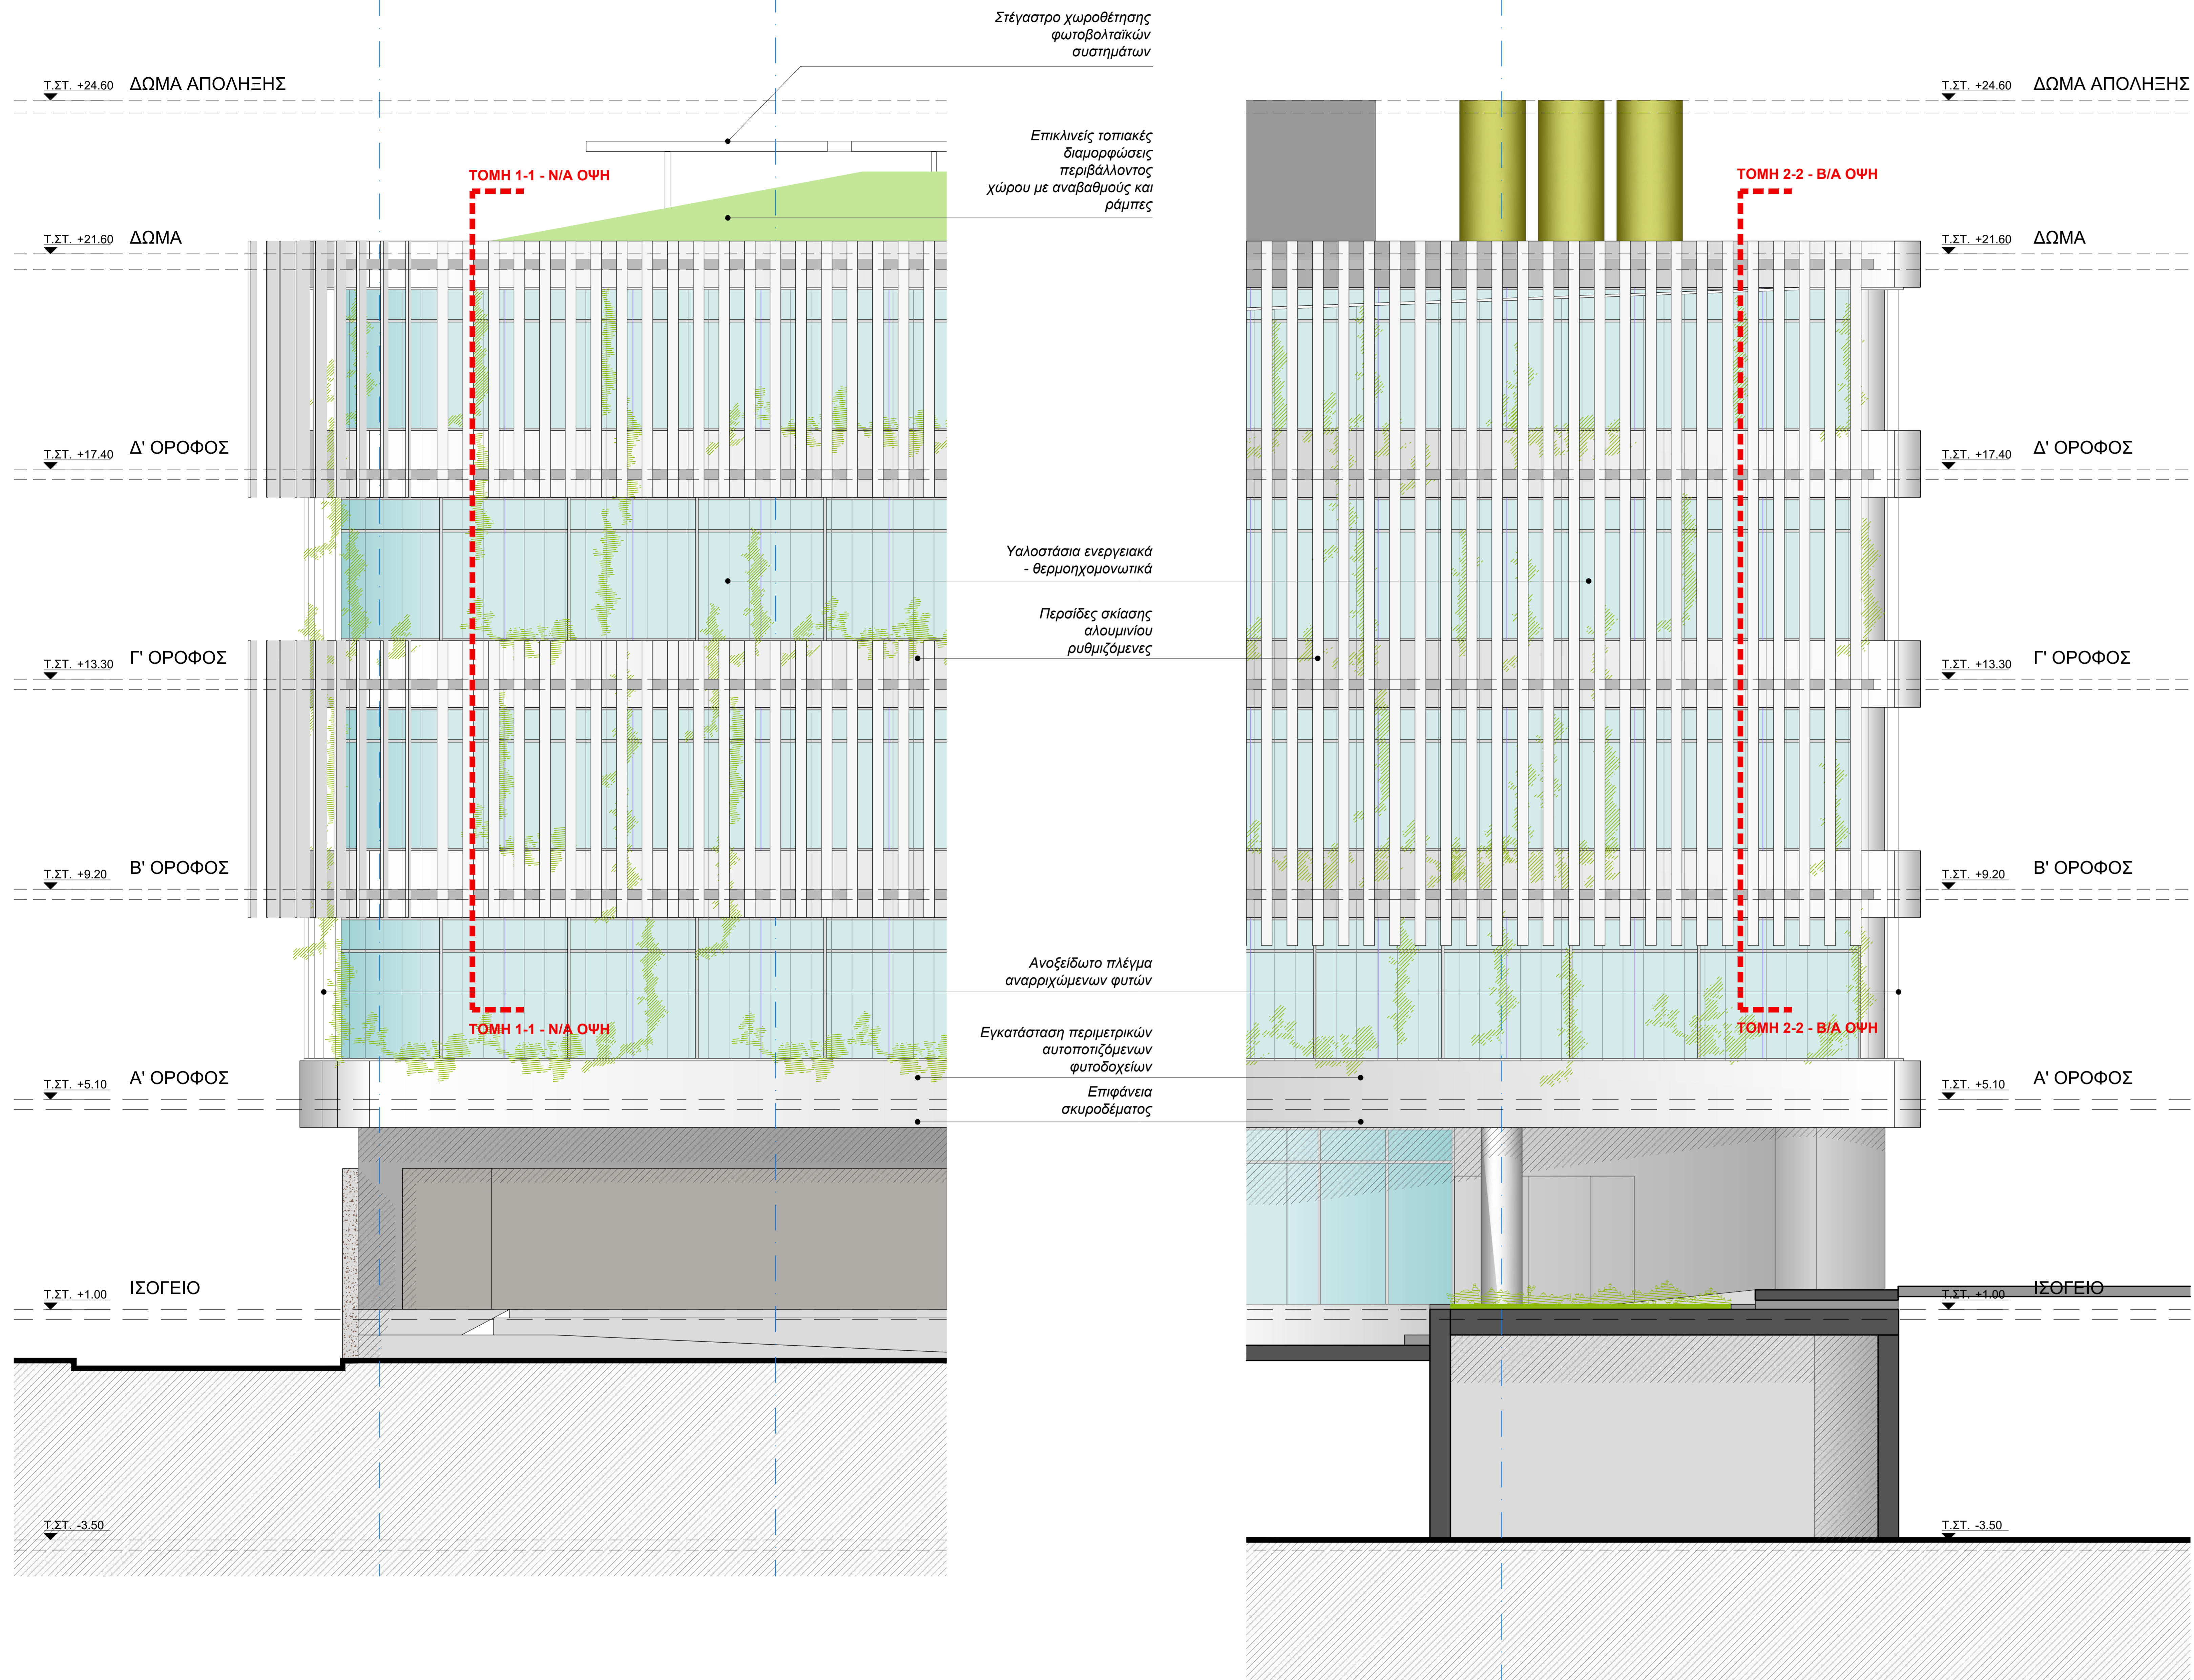 Στέγαστρο χωροθέτησης
φωτοβολταϊκών
συστημάτων
Τ.ΣΤ. +24.60 ΔΩΜΑ ΑΠΟΛΗΞΗΣ
Τ.ΣΤ. +24.60 ΔΩΜΑ ΑΠΟΛΗΞΗΣ
Επικλινείς τοπιακές
διαμορφώσεις
περιβάλλοντος
χώρου με αναβαθμούς και
ράμπες
ΤΟΜΗ 1-1 - Ν/Α ΟΨΗ
ΤΟΜΗ 2-2 - Β/Α ΟΨΗ
Τ.ΣΤ. +21.60 ΔΩΜΑ
Τ.ΣΤ. +21.60 ΔΩΜΑ
Τ.ΣΤ. +17.40 Δ' ΟΡΟΦΟΣ
Τ.ΣΤ. +17.40 Δ' ΟΡΟΦΟΣ
Υαλοστάσια ενεργειακά
- θερμοηχομονωτικά
Περσίδες σκίασης
αλουμινίου
ρυθμιζόμενες
Τ.ΣΤ. +13.30 Γ' ΟΡΟΦΟΣ
Τ.ΣΤ. +13.30 Γ' ΟΡΟΦΟΣ
Τ.ΣΤ. +9.20 Β' ΟΡΟΦΟΣ
Τ.ΣΤ. +9.20 Β' ΟΡΟΦΟΣ
Ανοξείδωτο πλέγμα
αναρριχώμενων φυτών
ΤΟΜΗ 1-1 - Ν/Α ΟΨΗ
ΤΟΜΗ 2-2 - Β/Α ΟΨΗ
Εγκατάσταση περιμετρικών
αυτοποτιζόμενων
φυτοδοχείων
Τ.ΣΤ. +5.10 Α' ΟΡΟΦΟΣ
Τ.ΣΤ. +5.10 Α' ΟΡΟΦΟΣ
Επιφάνεια
σκυροδέματος
Τ.ΣΤ. +1.00 ΙΣΟΓΕΙΟ
Τ.ΣΤ. +1.00 ΙΣΟΓΕΙΟ
Τ.ΣΤ. -3.50
Τ.ΣΤ. -3.50